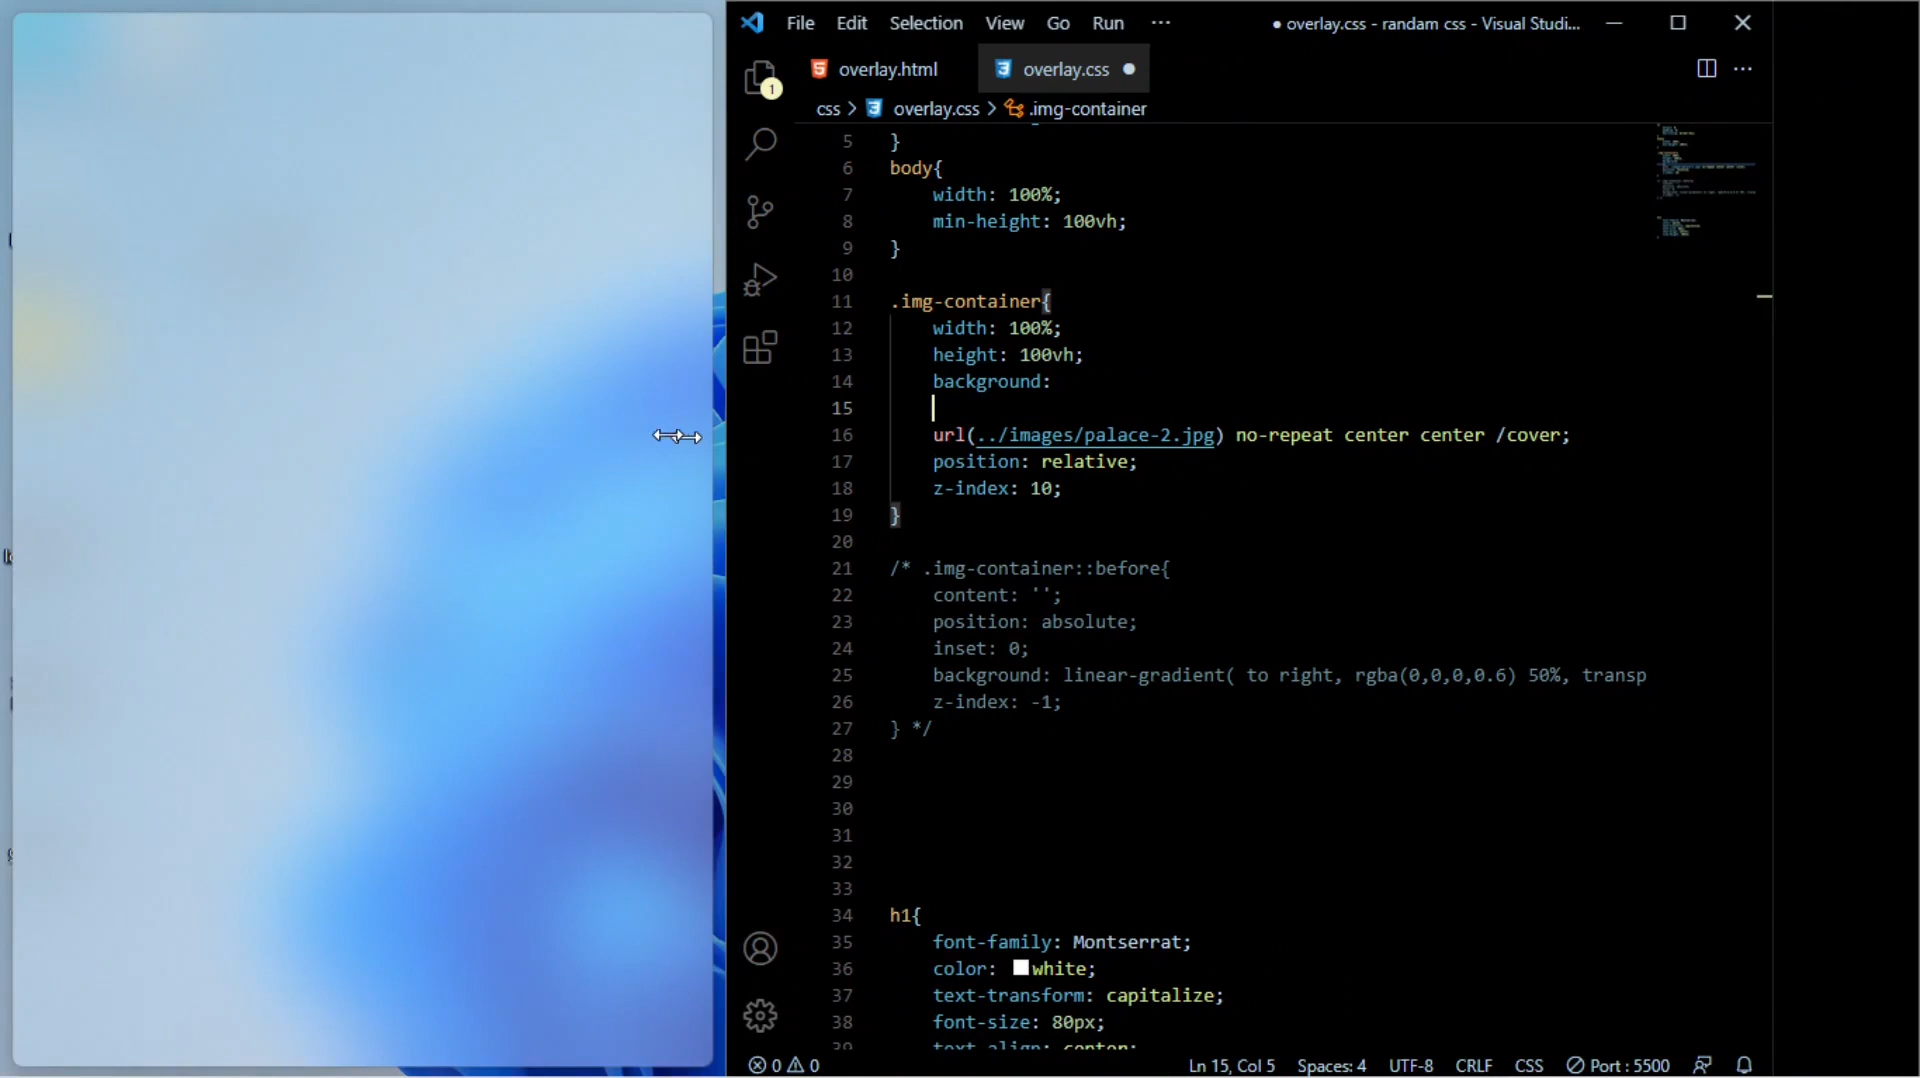 File Edit Selection View Go Run ··· ● overlay.css - randam css - Visual Studi...
overlay.html overlay.css ●
1
css > overlay.css > .img-container
5 }
6 body{
7 width: 100%;
8 min-height: 100vh;
9 }
10
11 .img-container{
12 width: 100%;
13 height: 100vh;
14 background:
15
16 url(../images/palace-2.jpg) no-repeat center center /cover;
17 position: relative;
18 z-index: 10;
19 }
20
21 /* .img-container::before{
22 content: '';
23 position: absolute;
24 inset: 0;
25 background: linear-gradient( to right, rgba(0,0,0,0.6) 50%, transp
26 z-index: -1;
27 } */
28
29
30
31
32
33
34 h1{
35 font-family: Montserrat;
36 color: white;
37 text-transform: capitalize;
38 font-size: 80px;
39 text-align: center;
0 0 Ln 15, Col 5 Spaces: 4 UTF-8 CRLF CSS Port : 5500